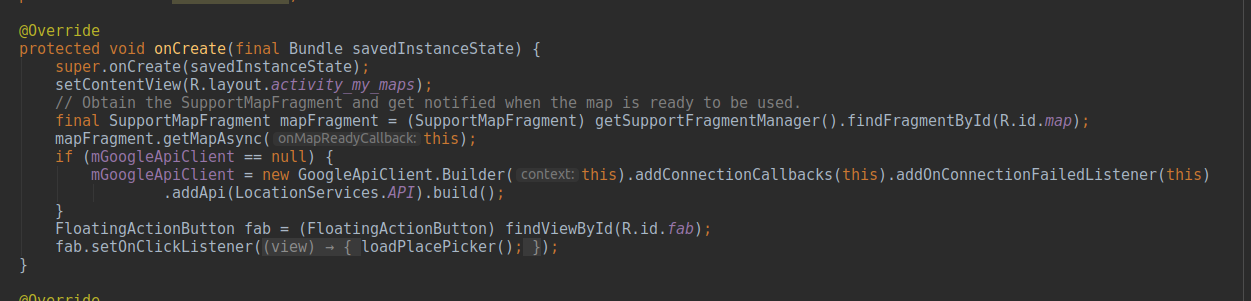 @Override
protected void onCreate(final Bundle savedInstanceState) {
super.onCreate(savedInstanceState);
setContentView(R.layout.activity_my_maps);
// Obtain the SupportMapFragment and get notified when the map is ready to be used.
final SupportMapFragment mapFragment = (SupportMapFragment) getSupportFragmentManager().findFragmentById(R.id.map);
mapFragment.getMapAsync( onMapReadyCallback: this);
if (mGoogleApiClient == null) {
mGoogleApiClient = new GoogleApiClient.Builder( context: this).addConnectionCallbacks(this).addOnConnectionFailedListener(this)
.addApi(LocationServices.API).build();
}
FloatingActionButton fab = (FloatingActionButton) findViewById(R.id.fab);
fab.setOnClickListener((view) → { loadPlacePicker(); });
}
@Override